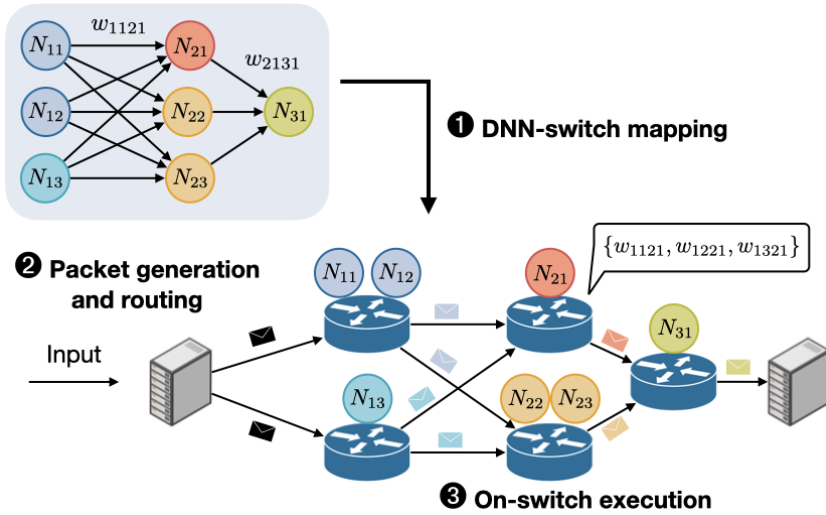 N11
w1121
N21
w2131
N12
N22
N31
N13
N23
❶ DNN-switch mapping
❷ Packet generation
and routing
N11
N12
N21
{w1121, w1221, w1321}
N31
Input
N13
N22
N23
❸ On-switch execution